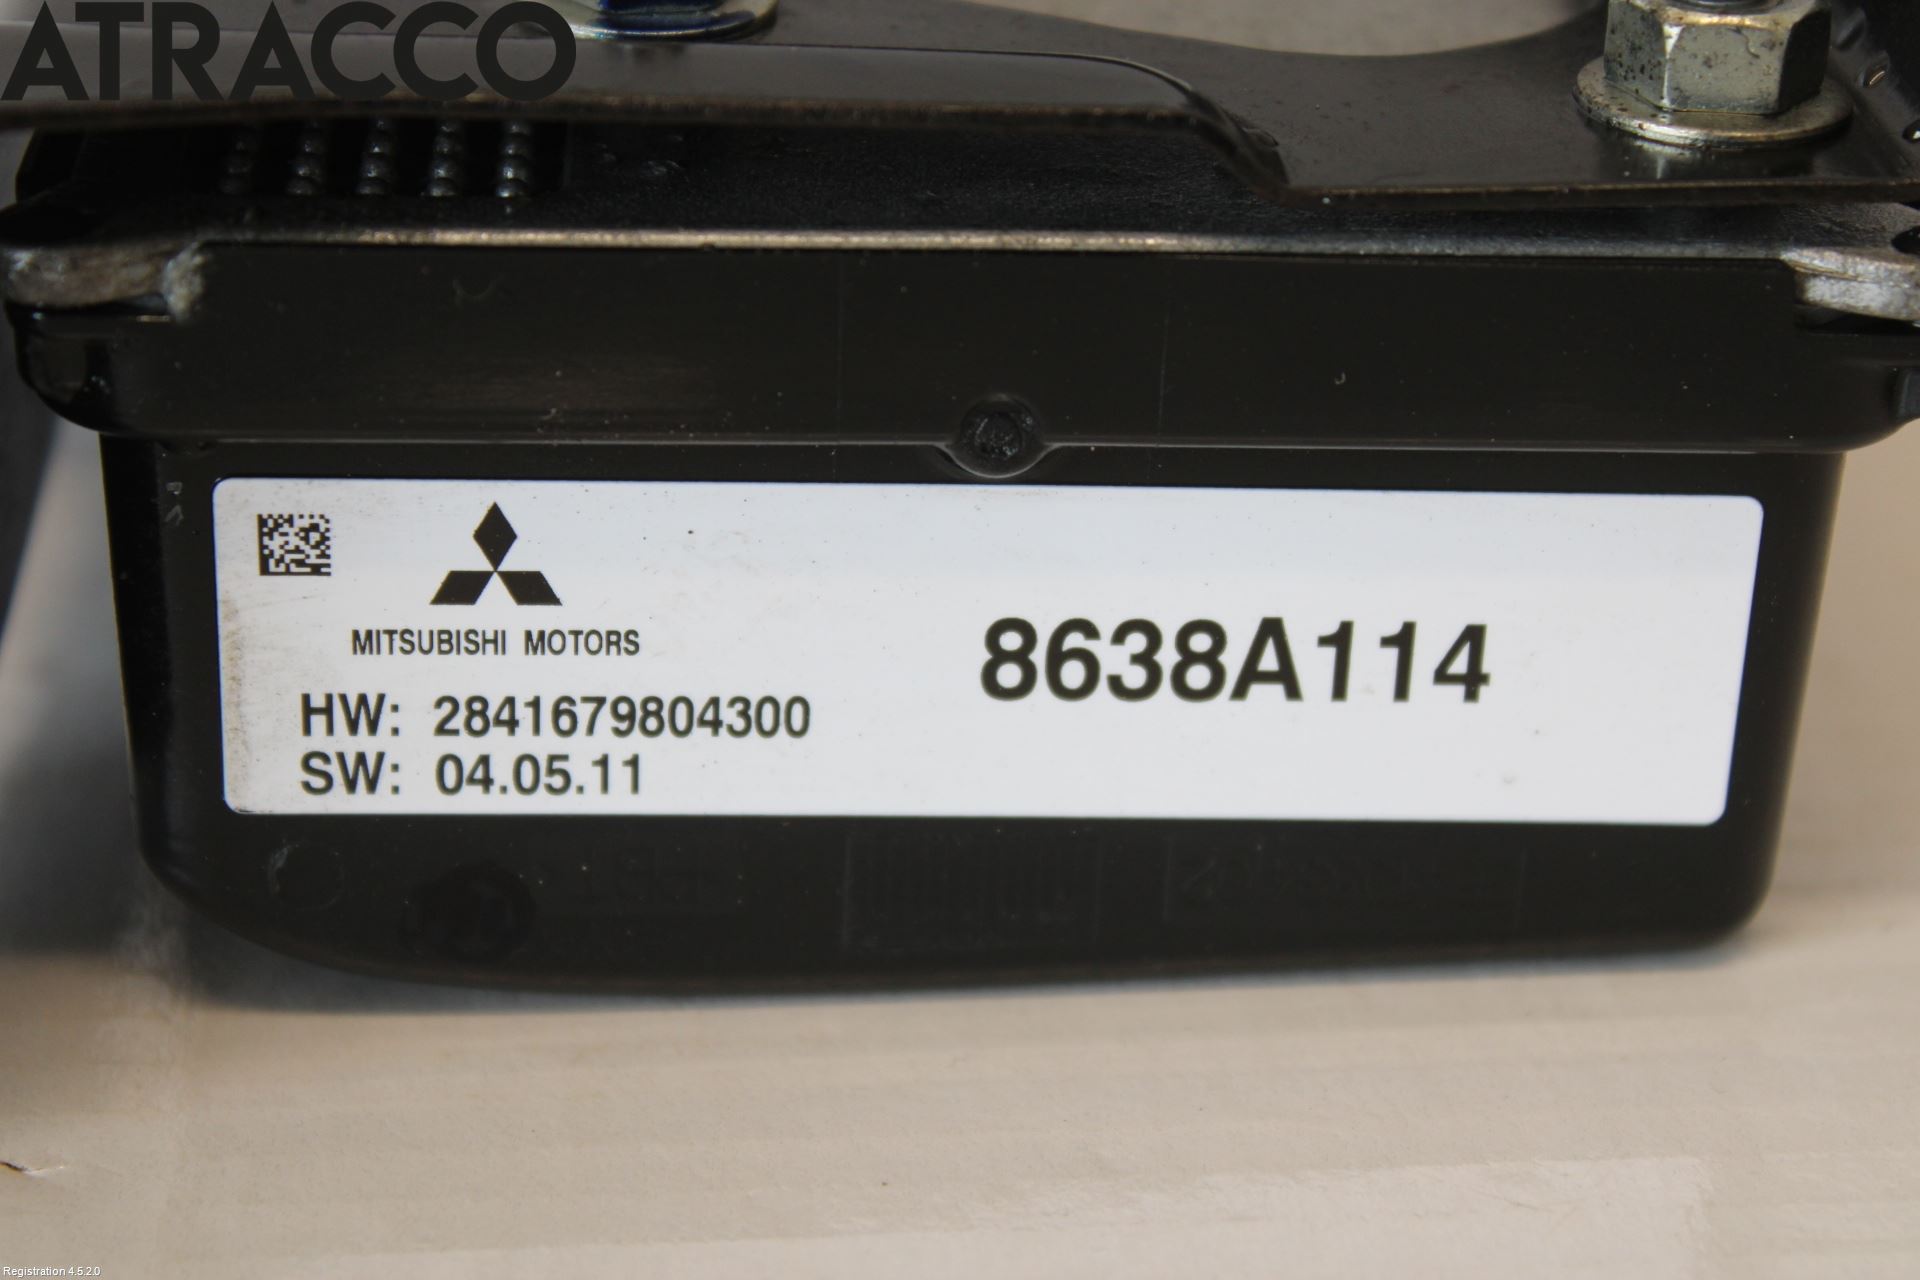 ATRACCO
MITSUBISHI MOTORS
8638A114
HW: 2841679804300
SW: 04.05.11
Registration 4.5.2.0